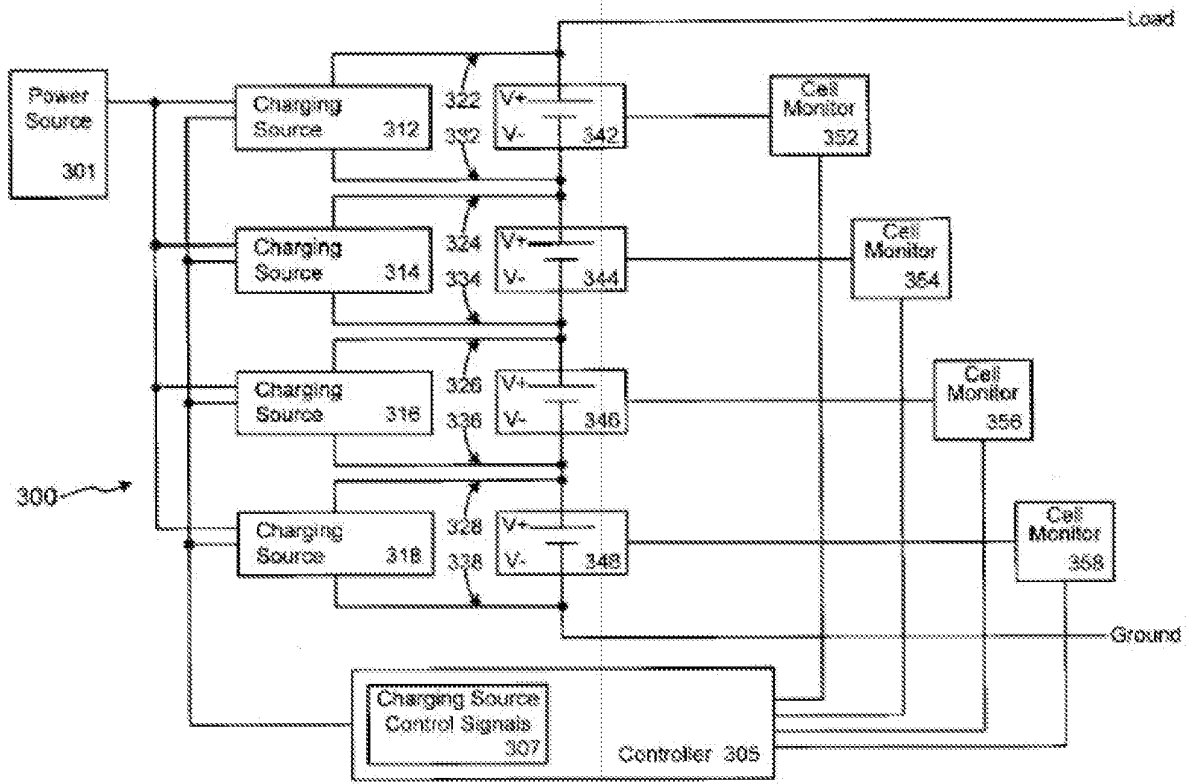 Load
Power
Source
301
Charging
Source 312
322
332
V+
V-
342
Cell
Monitor
352
Charging
Source 314
324
334
V+
V-
344
Cell
Monitor
354
Charging
Source 316
326
336
V+
V-
346
Cell
Monitor
356
300
Charging
Source 318
328
338
V+
V-
348
Cell
Monitor
358
Ground
Charging Source
Control Signals
307
Controller 305